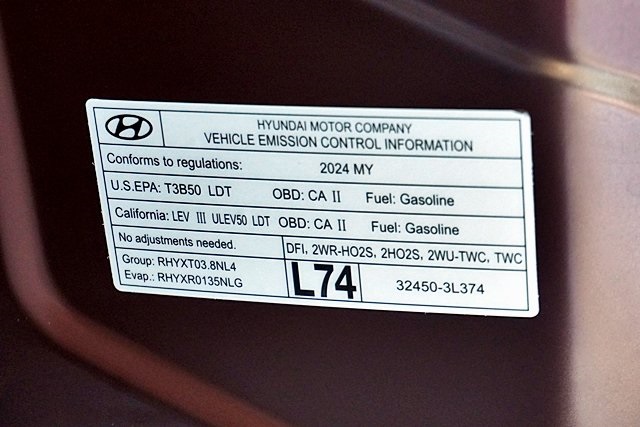 HYUNDAI MOTOR COMPANY
VEHICLE EMISSION CONTROL INFORMATION
Conforms to regulations: 2024 MY
U.S.EPA: T3B50 LDT OBD: CA II Fuel: Gasoline
California: LEV III ULEV50 LDT OBD: CA II Fuel: Gasoline
No adjustments needed. DFI, 2WR-HO2S, 2HO2S, 2WU-TWC, TWC
Group: RHYXT03.8NL4
Evap.: RHYXR0135NLG
L74
32450-3L374